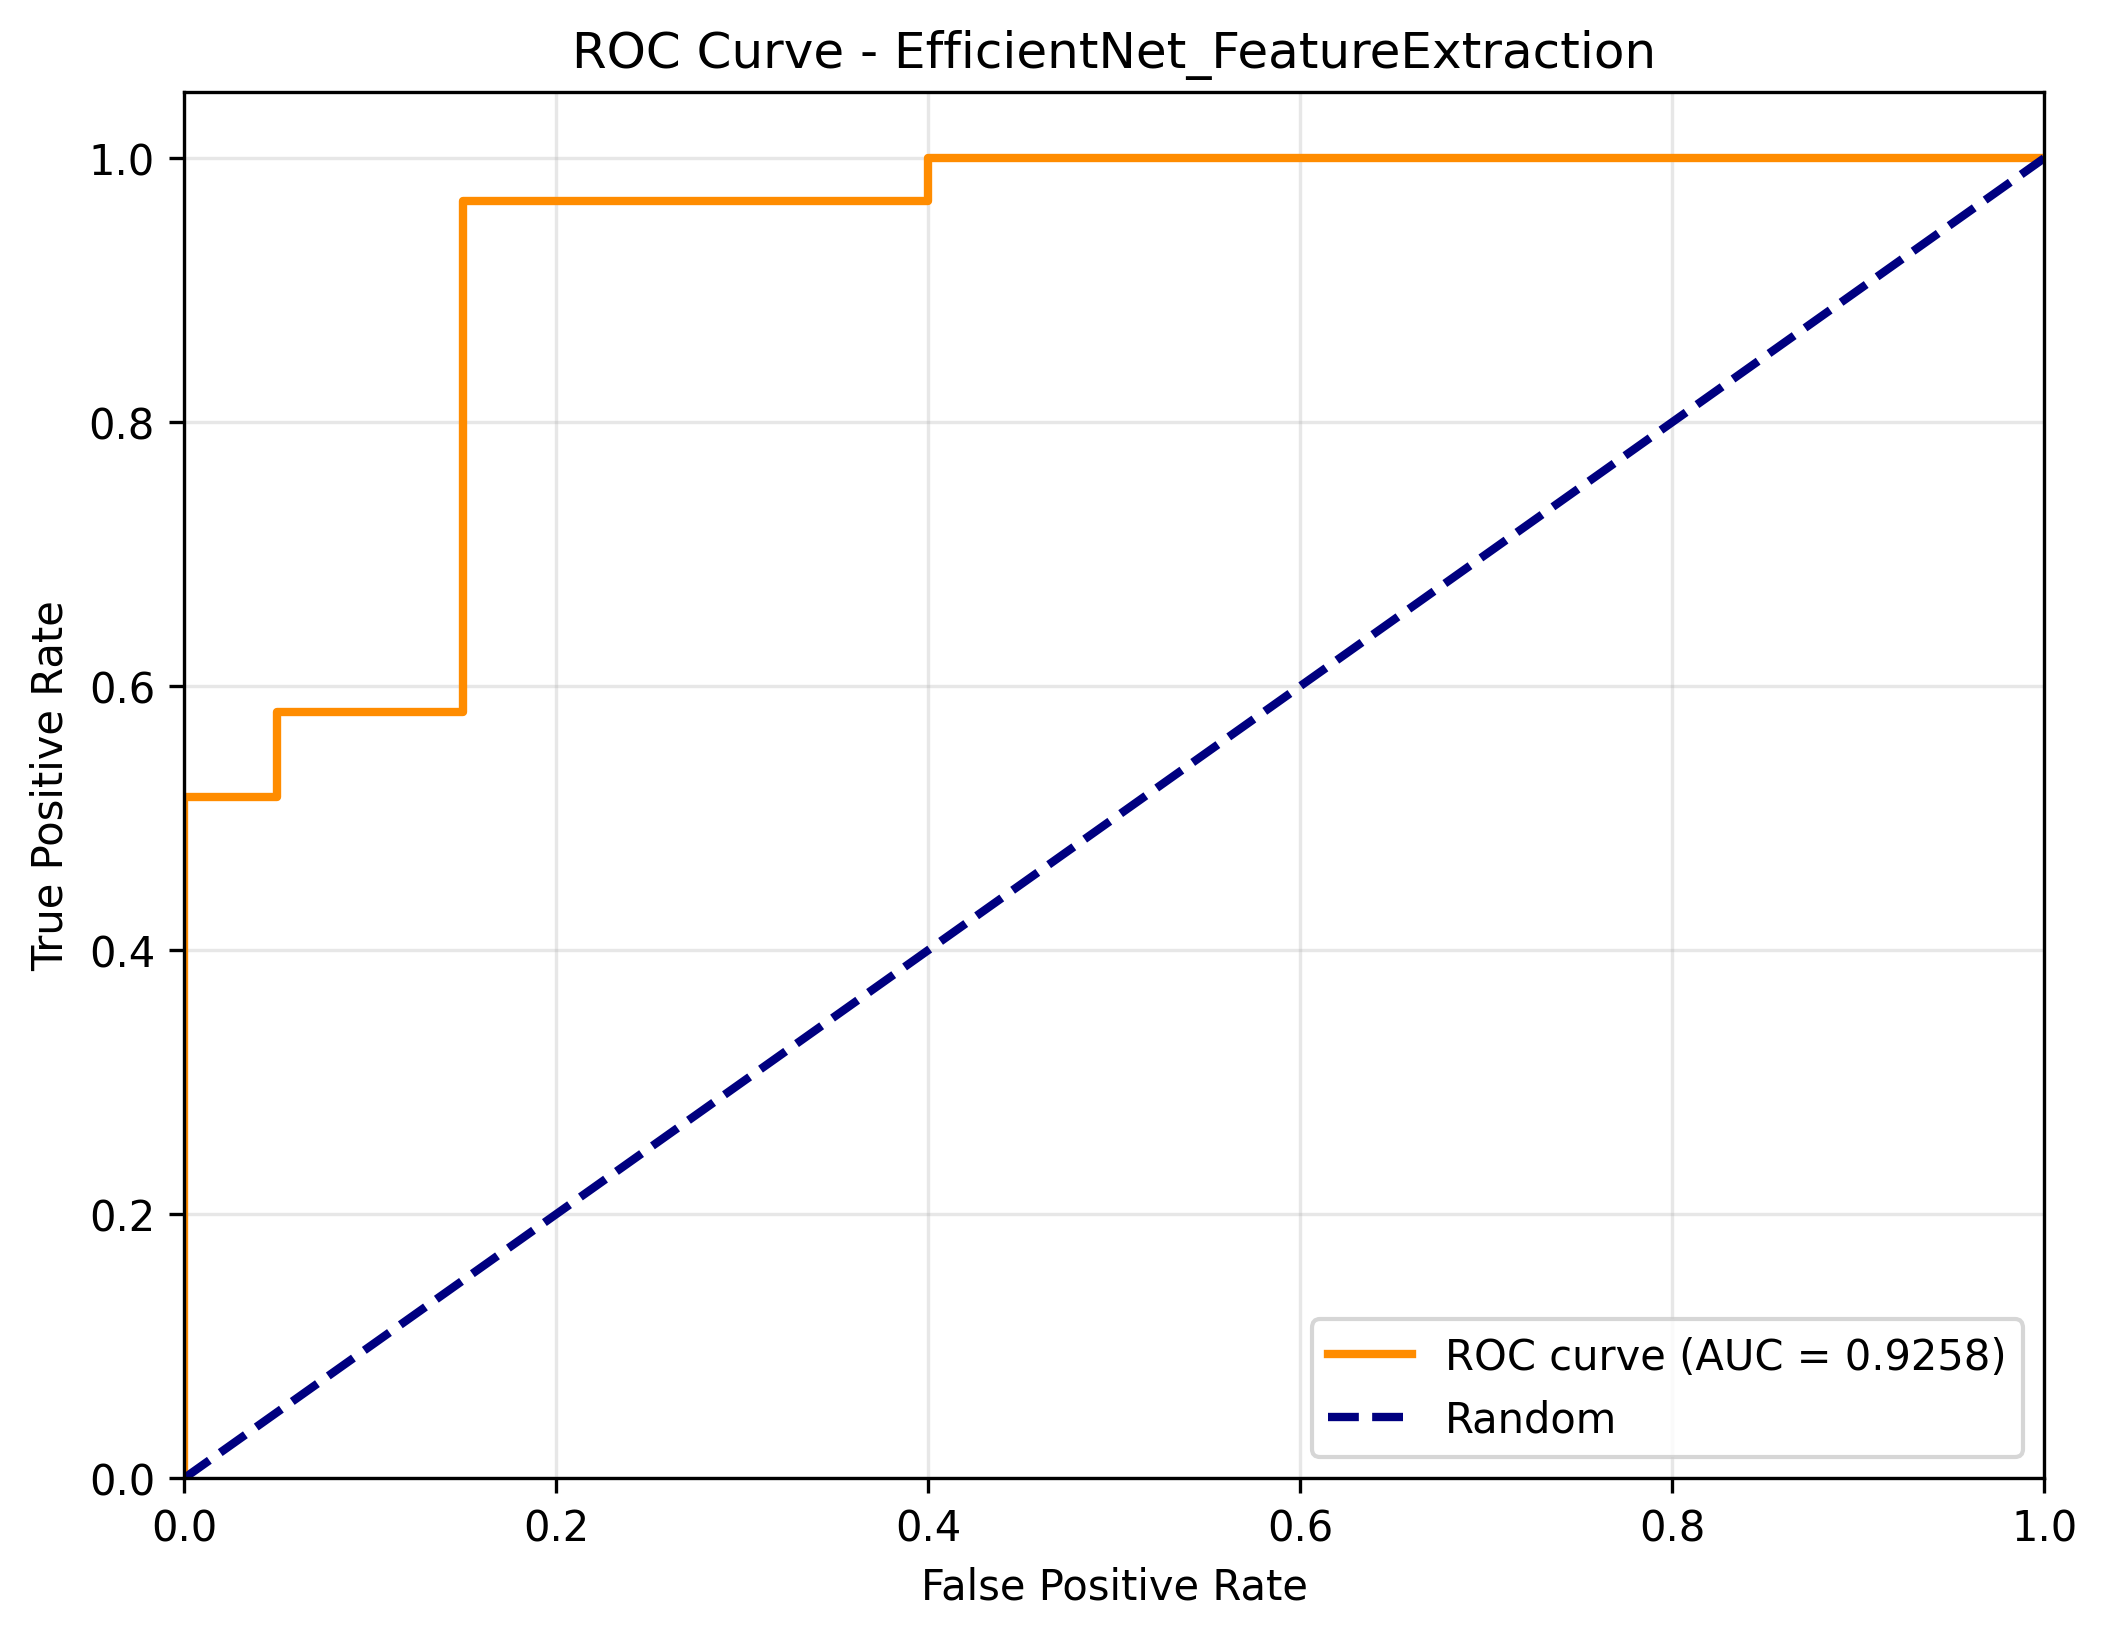 ROC Curve - EfficientNet_FeatureExtraction
True Positive Rate
1.0
0.8
0.6
0.4
0.2
0.0
0.0 0.2 0.4 0.6 0.8 1.0
False Positive Rate
ROC curve (AUC = 0.9258)
Random